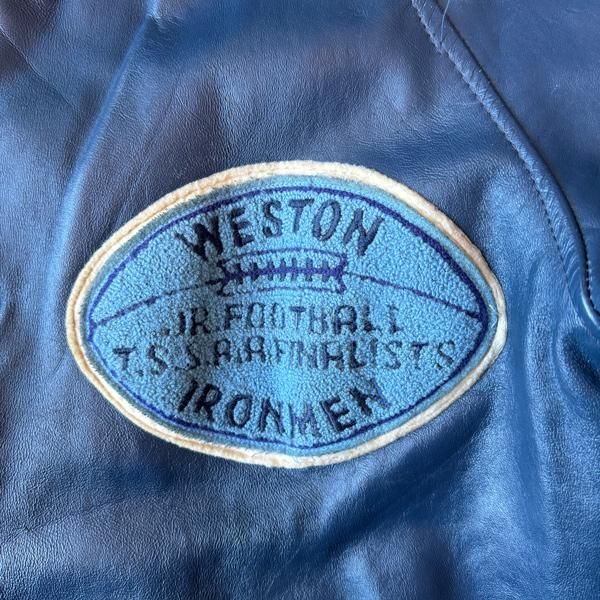 WESTON
JR. FOOTBALL
T.S.S.A.A. FINALISTS
IRONMEN